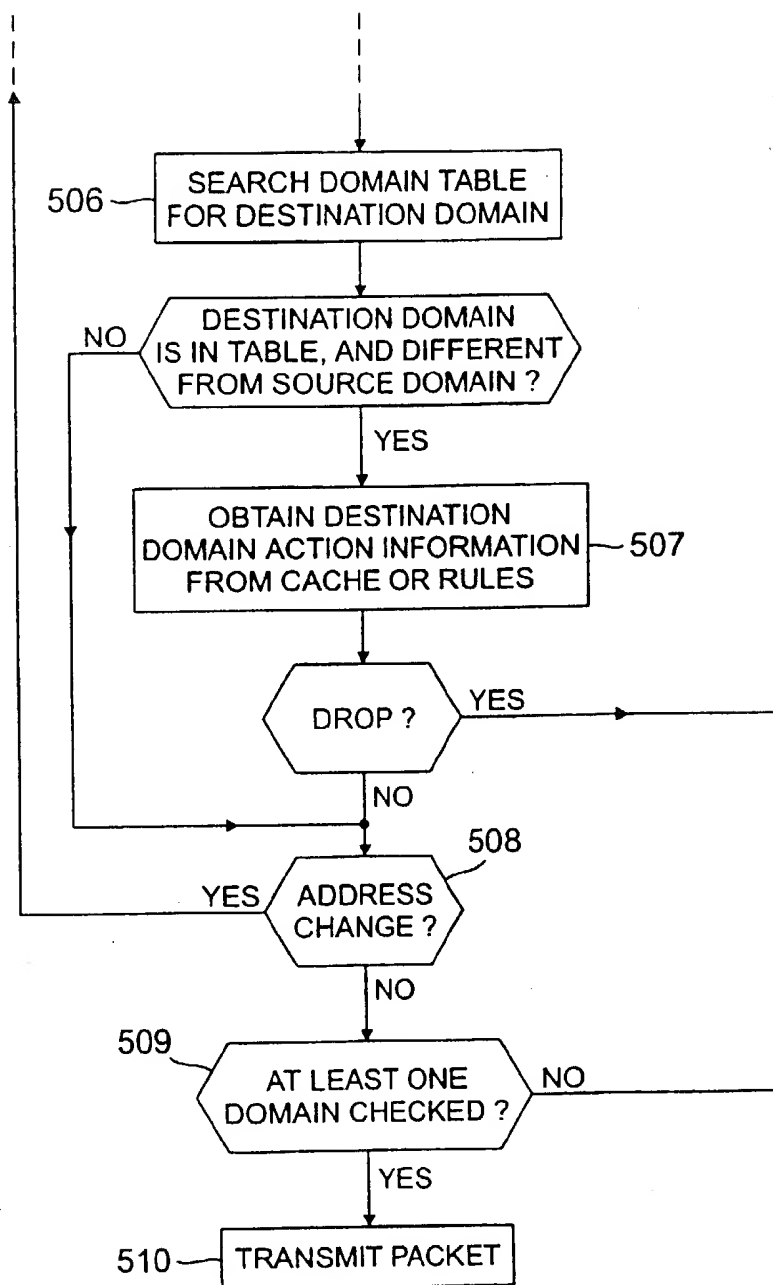 506
SEARCH DOMAIN TABLE
FOR DESTINATION DOMAIN
NO
DESTINATION DOMAIN
IS IN TABLE, AND DIFFERENT
FROM SOURCE DOMAIN ?
YES
OBTAIN DESTINATION
DOMAIN ACTION INFORMATION
FROM CACHE OR RULES
507
DROP ?
YES
NO
508
YES
ADDRESS
CHANGE ?
NO
509
AT LEAST ONE
DOMAIN CHECKED ?
NO
YES
510
TRANSMIT PACKET